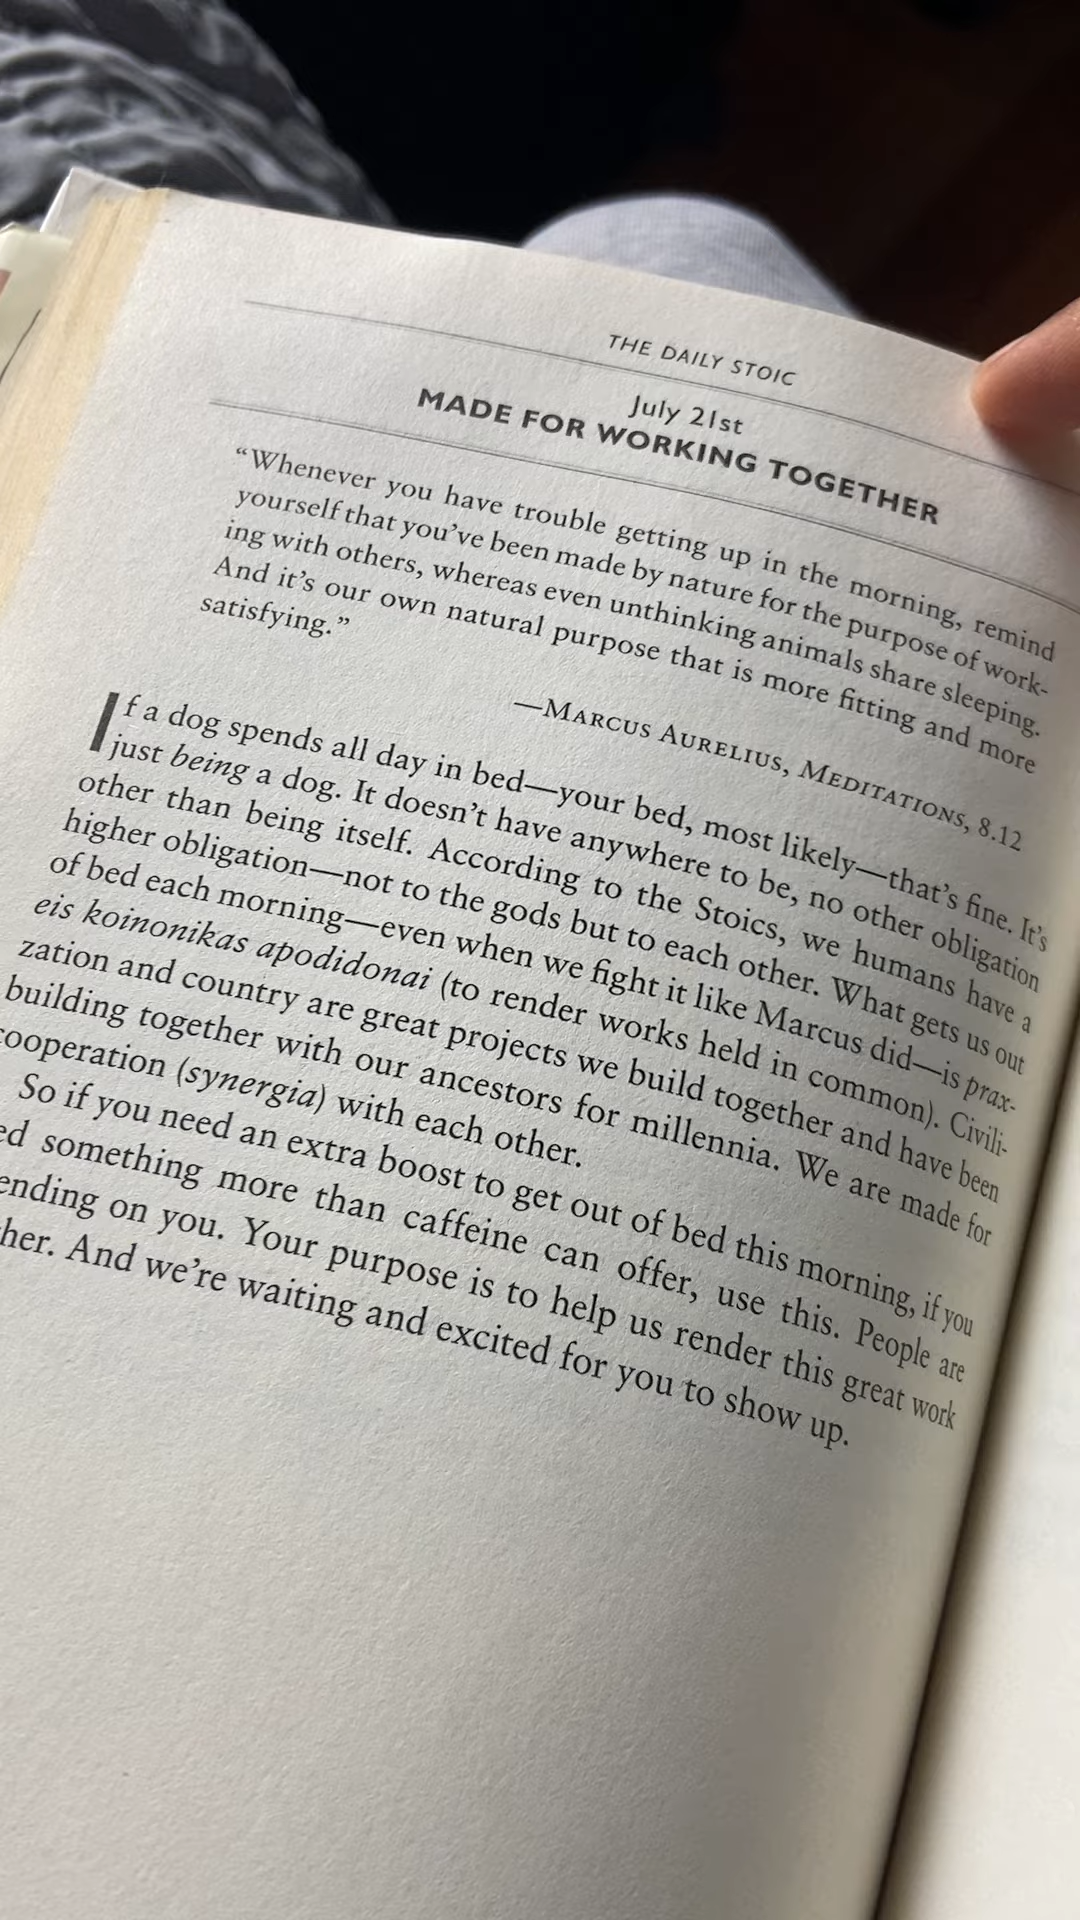 THE DAILY STOIC
July 21st
MADE FOR WORKING TOGETHER
“Whenever you have trouble getting up in the morning, remind
yourself that you’ve been made by nature for the purpose of work-
ing with others, whereas even unthinking animals share sleeping.
And it’s our own natural purpose that is more fitting and more
satisfying.”
—MARCUS AURELIUS, MEDITATIONS, 8.12
If a dog spends all day in bed—your bed, most likely—that’s fine. It’s
just being a dog. It doesn’t have anywhere to be, no other obligation
other than being itself. According to the Stoics, we humans have a
higher obligation—not to the gods but to each other. What gets us out
of bed each morning—even when we fight it like Marcus did—is prax-
eis koinonikas apodidonai (to render works held in common). Civili-
zation and country are great projects we build together and have been
building together with our ancestors for millennia. We are made for
cooperation (synergia) with each other.
So if you need an extra boost to get out of bed this morning, if you
ed something more than caffeine can offer, use this. People are
ending on you. Your purpose is to help us render this great work
her. And we’re waiting and excited for you to show up.